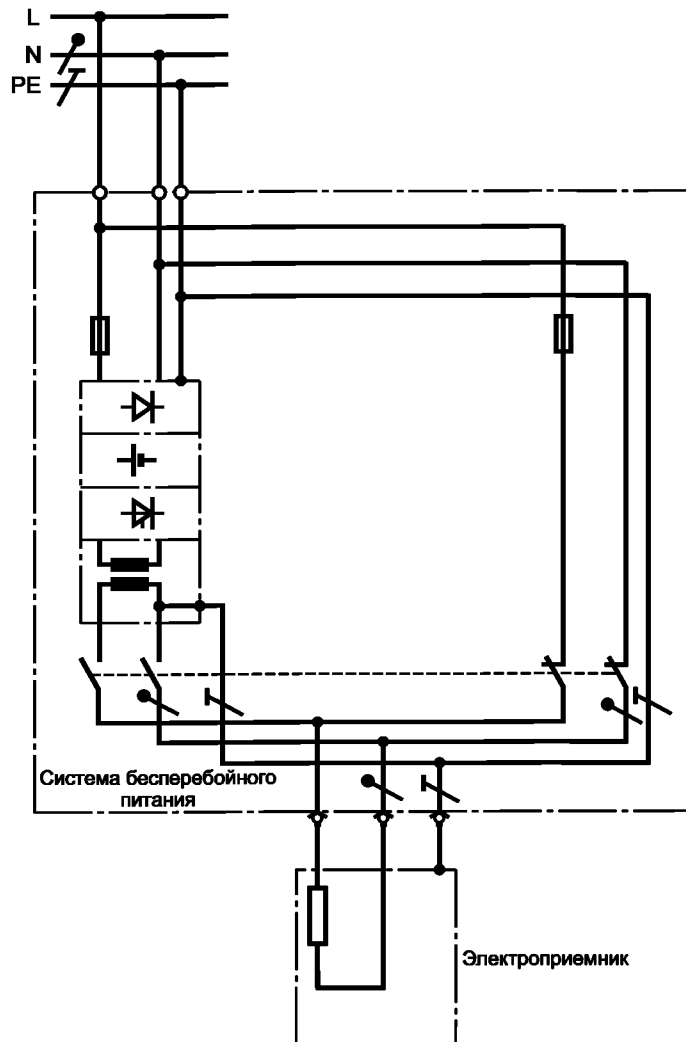 L
N
PE
Система бесперебойного
питания
Электроприемник